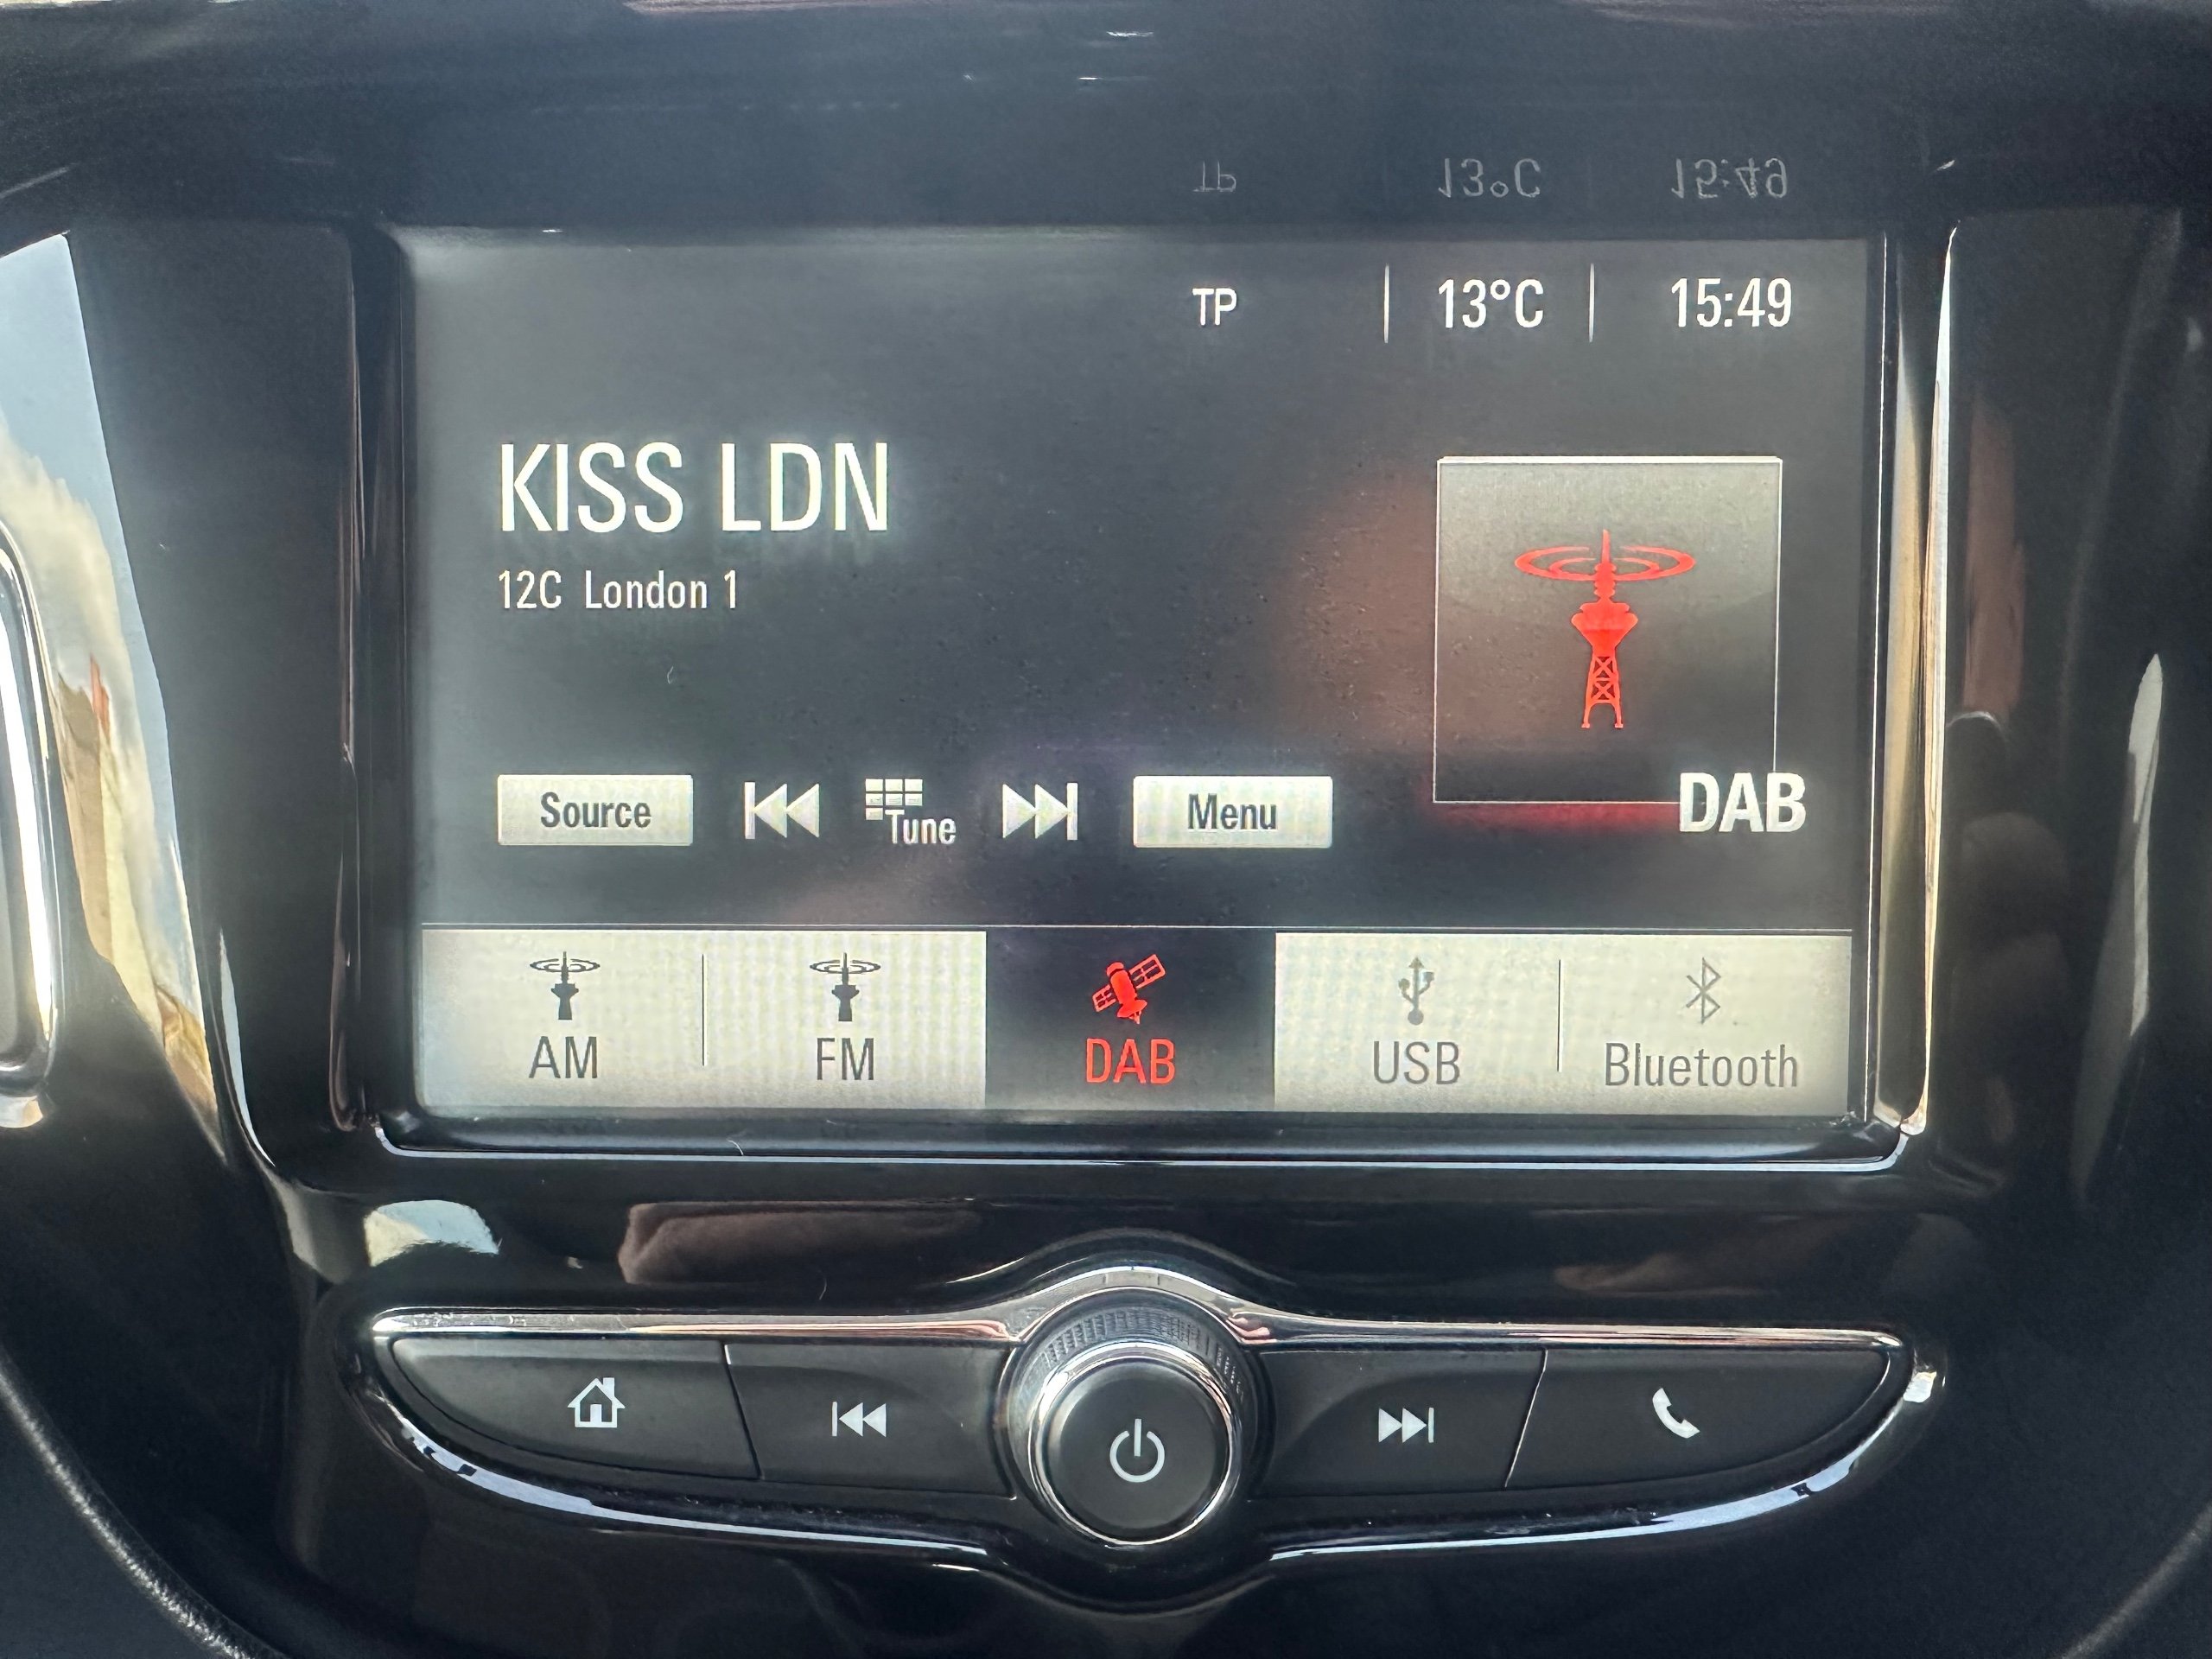 TP 13°C 15:49
KISS LDN
12C London 1
Source Tune Menu
DAB
AM FM DAB USB Bluetooth